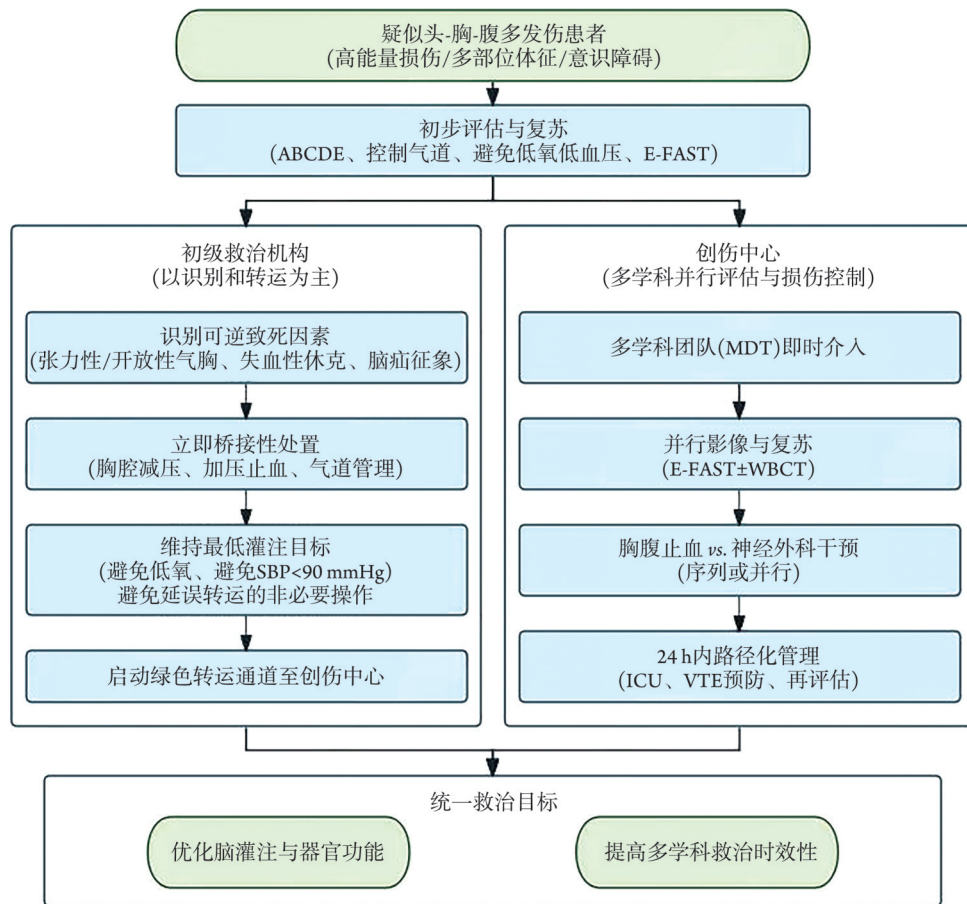 疑似头-胸-腹多发伤患者
(高能量损伤/多部位体征/意识障碍)
初步评估与复苏
(ABCDE、控制气道、避免低氧低血压、E-FAST)
初级救治机构
(以识别和转运为主)
识别可逆致死因素
(张力性/开放性气胸、失血性休克、脑疝征象)
立即桥接性处置
(胸腔减压、加压止血、气道管理)
维持最低灌注目标
(避免低氧、避免SBP<90 mmHg)
避免延误转运的非必要操作
启动绿色转运通道至创伤中心
创伤中心
(多学科并行评估与损伤控制)
多学科团队(MDT)即时介入
并行影像与复苏
(E-FAST±WBCT)
胸腹止血 vs. 神经外科干预
(序列或并行)
24 h内路径化管理
(ICU、VTE预防、再评估)
统一救治目标
优化脑灌注与器官功能
提高多学科救治时效性